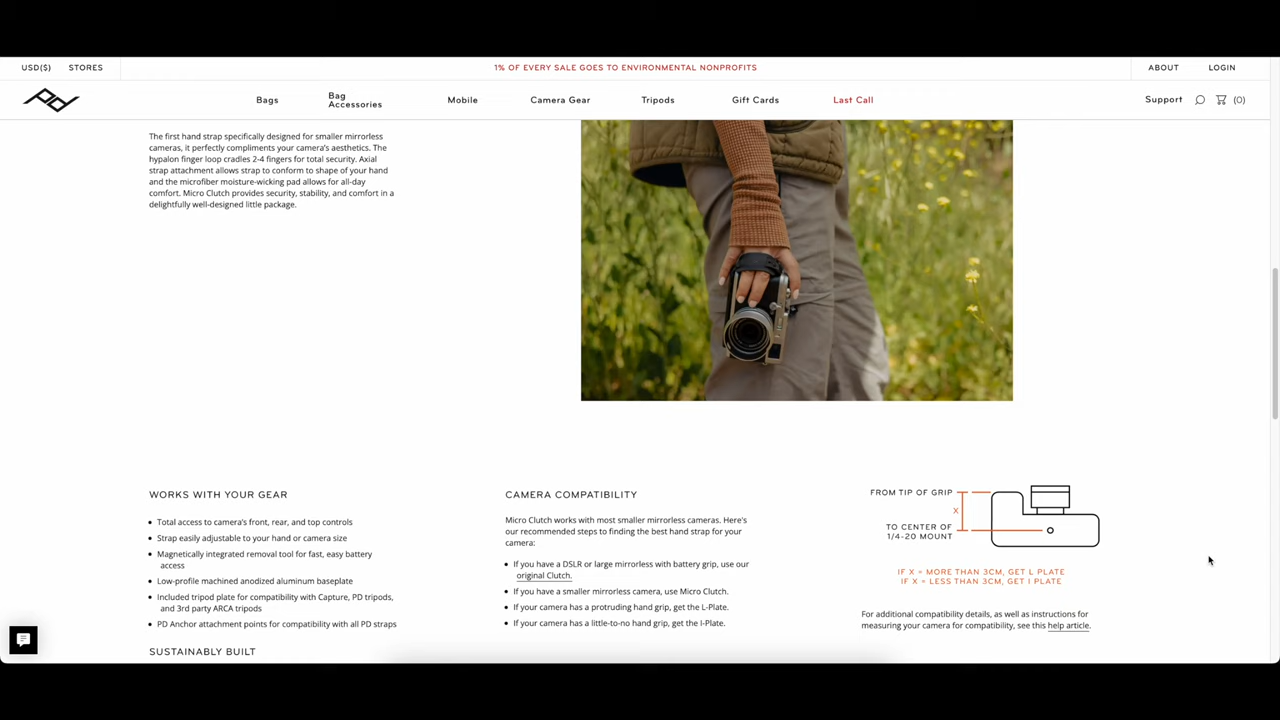 USD($) STORES
1% OF EVERY SALE GOES TO ENVIRONMENTAL NONPROFITS
ABOUT LOGIN
Bags
Bag
Accessories
Mobile
Camera Gear
Tripods
Gift Cards
Last Call
Support (0)
The first hand strap specifically designed for smaller mirrorless
cameras, it perfectly compliments your camera's aesthetics. The
hypalon finger loop cradles 2-4 fingers for total security. Axial
strap attachment allows strap to conform to shape of your hand
and the microfiber moisture-wicking pad allows for all-day
comfort. Micro Clutch provides security, stability, and comfort in a
delightfully well-designed little package.
WORKS WITH YOUR GEAR
• Total access to camera's front, rear, and top controls
• Strap easily adjustable to your hand or camera size
• Magnetically integrated removal tool for fast, easy battery
access
• Low-profile machined anodized aluminum baseplate
• Included tripod plate for compatibility with Capture, PD tripods,
and 3rd party ARCA tripods
• PD Anchor attachment points for compatibility with all PD straps
SUSTAINABLY BUILT
CAMERA COMPATIBILITY
Micro Clutch works with most smaller mirrorless cameras. Here's
our recommended steps to finding the best hand strap for your
camera:
• If you have a DSLR or large mirrorless with battery grip, use our
original Clutch.
• If you have a smaller mirrorless camera, use Micro Clutch.
• If your camera has a protruding hand grip, get the L-Plate.
• If your camera has a little-to-no hand grip, get the I-Plate.
FROM TIP OF GRIP
X
TO CENTER OF
1/4-20 MOUNT
IF X = MORE THAN 3CM, GET L PLATE
IF X = LESS THAN 3CM, GET I PLATE
For additional compatibility details, as well as instructions for
measuring your camera for compatibility, see this help article.